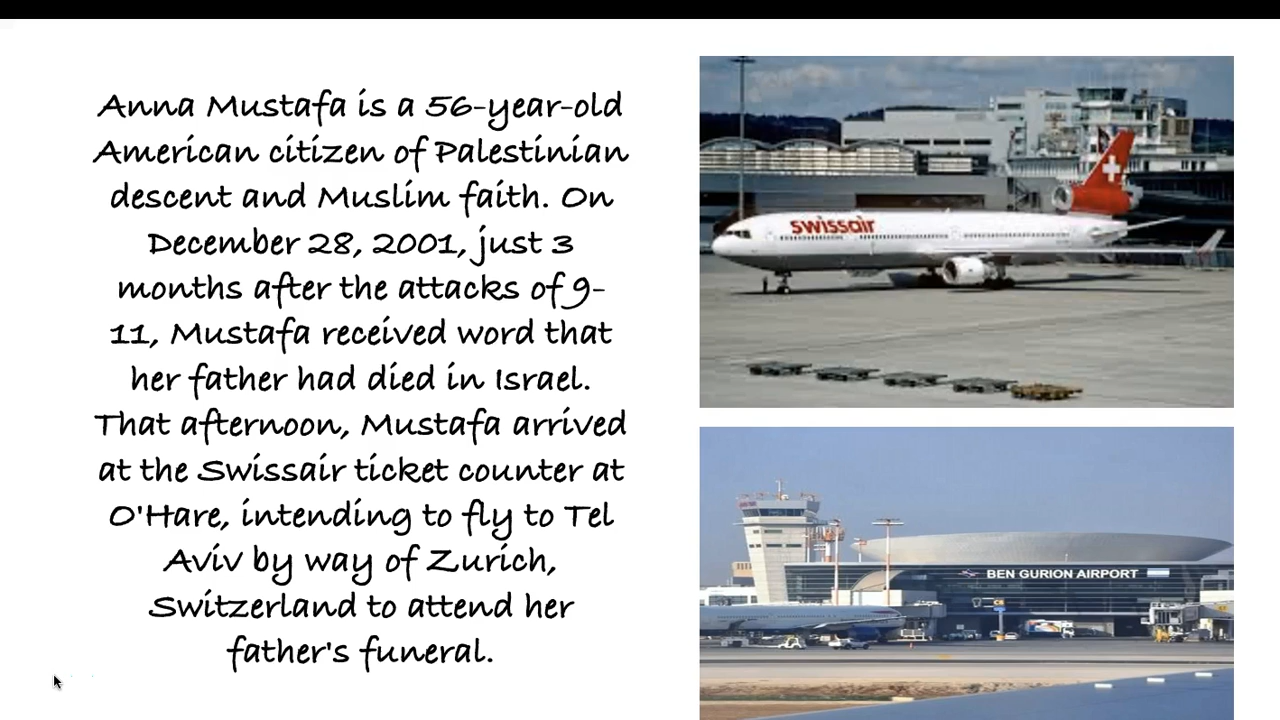 Anna Mustafa is a 56-year-old
American citizen of Palestinian
descent and Muslim faith. On
December 28, 2001, just 3
months after the attacks of 9-
11, Mustafa received word that
her father had died in Israel.
That afternoon, Mustafa arrived
at the Swissair ticket counter at
O'Hare, intending to fly to Tel
Aviv by way of Zurich,
Switzerland to attend her
father's funeral.
swissair
BEN GURION AIRPORT